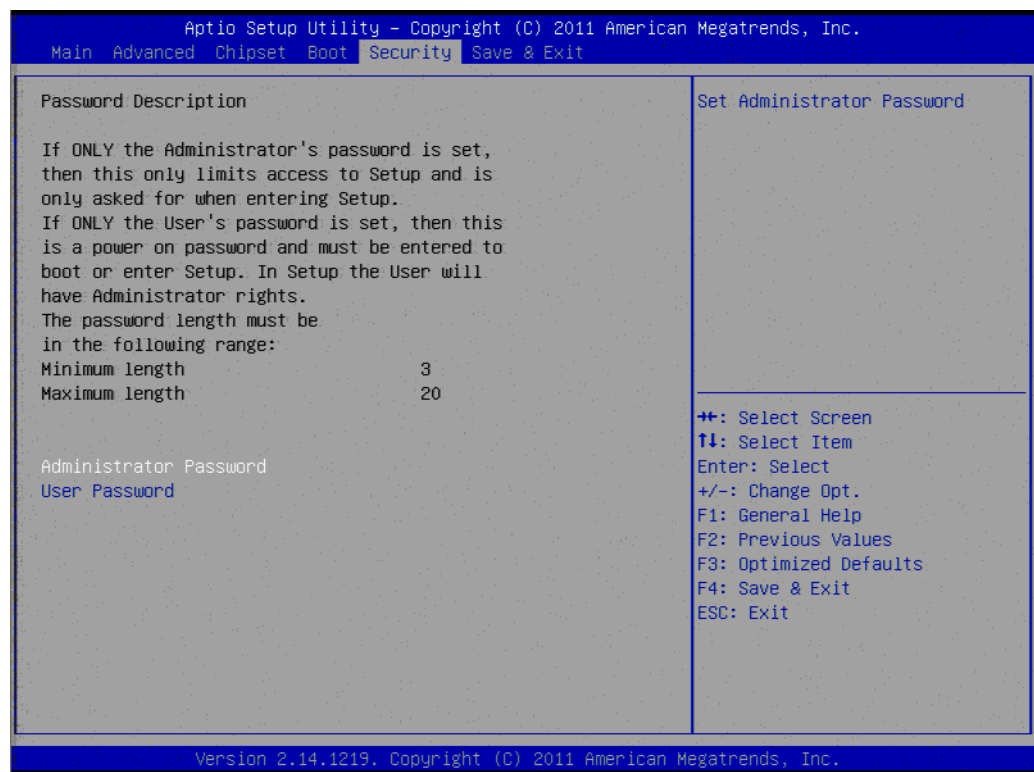 Aptio Setup Utility – Copyright (C) 2011 American Megatrends, Inc.
Main Advanced Chipset Boot Security Save & Exit
Password Description
If ONLY the Administrator's password is set,
then this only limits access to Setup and is
only asked for when entering Setup.
If ONLY the User's password is set, then this
is a power on password and must be entered to
boot or enter Setup. In Setup the User will
have Administrator rights.
The password length must be
in the following range:
Minimum length 3
Maximum length 20
Administrator Password
User Password
Set Administrator Password
→←: Select Screen
↑↓: Select Item
Enter: Select
+/-: Change Opt.
F1: General Help
F2: Previous Values
F3: Optimized Defaults
F4: Save & Exit
ESC: Exit
Version 2.14.1219. Copyright (C) 2011 American Megatrends, Inc.